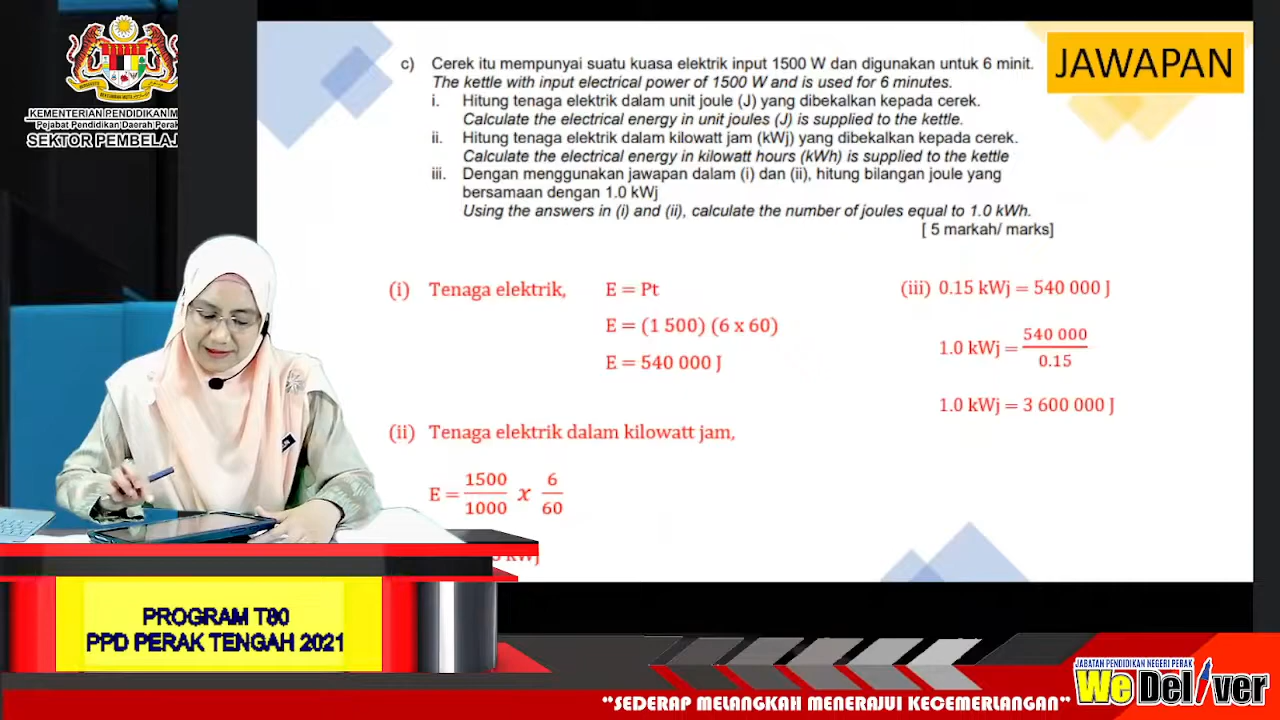 KEMENTERIAN PENDIDIKAN M
Pejabat Pendidikan Daerah Perak
SEKTOR PEMBELAJ
JAWAPAN
c) Cerek itu mempunyai suatu kuasa elektrik input 1500 W dan digunakan untuk 6 minit.
The kettle with input electrical power of 1500 W and is used for 6 minutes.
i. Hitung tenaga elektrik dalam unit joule (J) yang dibekalkan kepada cerek.
Calculate the electrical energy in unit joules (J) is supplied to the kettle.
ii. Hitung tenaga elektrik dalam kilowatt jam (kWj) yang dibekalkan kepada cerek.
Calculate the electrical energy in kilowatt hours (kWh) is supplied to the kettle
iii. Dengan menggunakan jawapan dalam (i) dan (ii), hitung bilangan joule yang
bersamaan dengan 1.0 kWj
Using the answers in (i) and (ii), calculate the number of joules equal to 1.0 kWh.
[ 5 markah/ marks]
(i) Tenaga elektrik, E = Pt
E = (1 500) (6 x 60)
E = 540 000 J
(ii) Tenaga elektrik dalam kilowatt jam,
E = 1500/1000 x 6/60
kWj
(iii) 0.15 kWj = 540 000 J
1.0 kWj = 540 000/0.15
1.0 kWj = 3 600 000 J
PROGRAM T80
PPD PERAK TENGAH 2021
"SEDERAP MELANGKAH MENERAJUI KECEMERLANGAN"
JABATAN PENDIDIKAN NEGERI PERAK
We Deliver